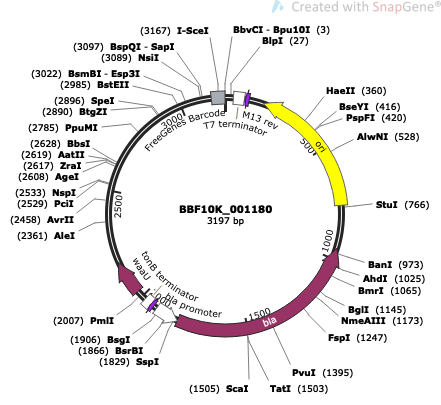 Created with SnapGene®
(3167) I-SceI
BbvCI - Bpu10I (3)
BlpI (27)
(3097) BspQI - SapI
(3089) NsiI
(3022) BsmBI - Esp3I
(2985) BstEII
(2896) SpeI
(2890) BtgZI
(2785) PpuMI
(2628) BbsI
(2619) AatII
(2617) ZraI
(2608) AgeI
(2533) NspI
(2529) PciI
(2458) AvrII
(2361) AleI
HaeII (360)
BseYI (416)
PspFI (420)
AlwNI (528)
StuI (766)
BanI (973)
AhdI (1025)
BmrI (1065)
BglI (1145)
NmeAIII (1173)
FspI (1247)
PvuI (1395)
TatI (1503)
(1505) ScaI
(1829) SspI
(1866) BsrBI
(1906) BsgI
(2007) PmlI
FreeGenes Barcode
T7 terminator
M13 rev
ori
bla
bla promoter
tonB terminator
waaU
500
1000
1500
2000
2500
3000
BBF10K_001180
3197 bp